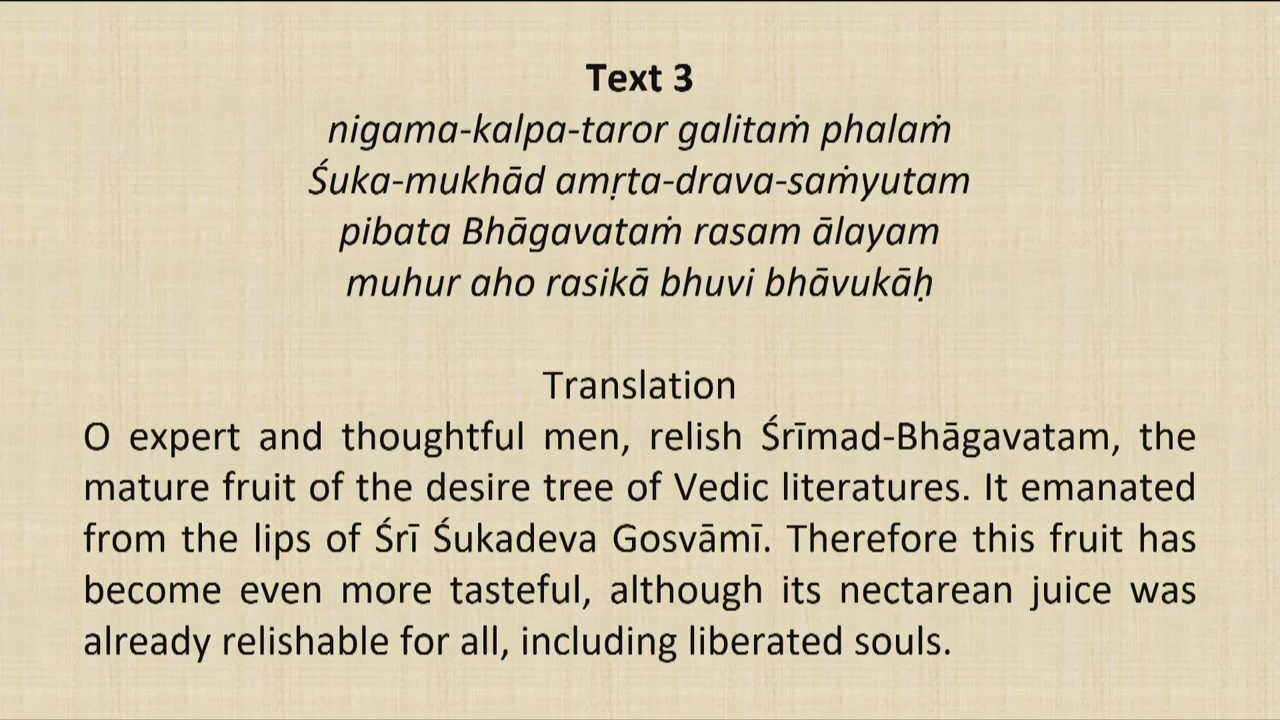 Text 3
nigama-kalpa-taror galitaṁ phalaṁ
Śuka-mukhād amṛta-drava-saṁyutam
pibata Bhāgavataṁ rasam ālayam
muhur aho rasikā bhuvi bhāvukāḥ
Translation
O expert and thoughtful men, relish Śrīmad-Bhāgavatam, the
mature fruit of the desire tree of Vedic literatures. It emanated
from the lips of Śrī Śukadeva Gosvāmī. Therefore this fruit has
become even more tasteful, although its nectarean juice was
already relishable for all, including liberated souls.